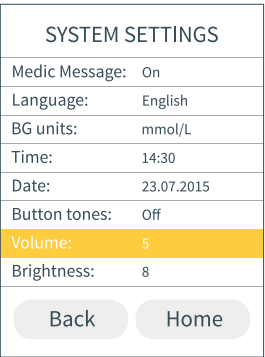 SYSTEM SETTINGS
Medic Message: On
Language: English
BG units: mmol/L
Time: 14:30
Date: 23.07.2015
Button tones: Off
Volume: 5
Brightness: 8
Back Home